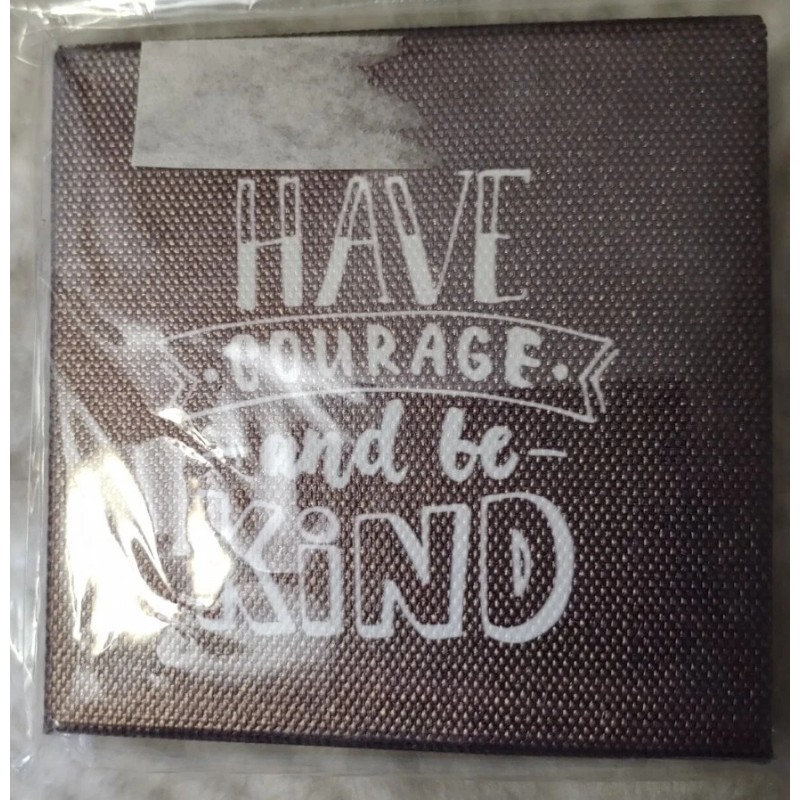 HAVE
·COURAGE·
-and be-
KiND